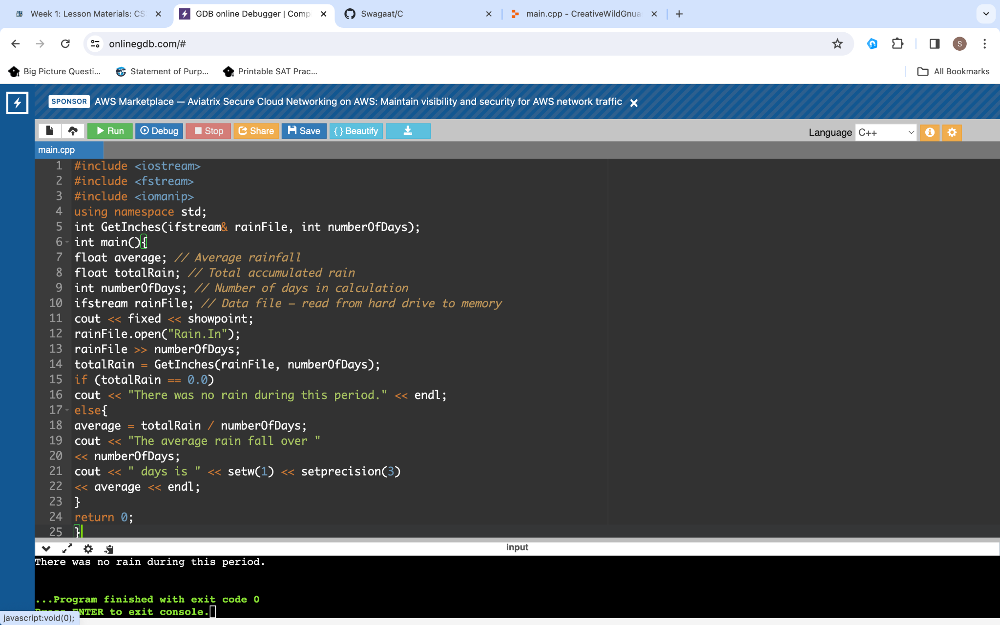 Week 1: Lesson Materials: CS
GDB online Debugger | Comp
Swagaat/C
main.cpp - CreativeWildGnua
onlinegdb.com/#
S
Big Picture Questi...
Statement of Purp...
Printable SAT Prac...
All Bookmarks
SPONSOR AWS Marketplace — Aviatrix Secure Cloud Networking on AWS: Maintain visibility and security for AWS network traffic
Run Debug Stop Share Save { } Beautify
Language C++
main.cpp
1 #include <iostream>
2 #include <fstream>
3 #include <iomanip>
4 using namespace std;
5 int GetInches(ifstream& rainFile, int numberOfDays);
6 int main(){
7 float average; // Average rainfall
8 float totalRain; // Total accumulated rain
9 int numberOfDays; // Number of days in calculation
10 ifstream rainFile; // Data file – read from hard drive to memory
11 cout << fixed << showpoint;
12 rainFile.open("Rain.In");
13 rainFile >> numberOfDays;
14 totalRain = GetInches(rainFile, numberOfDays);
15 if (totalRain == 0.0)
16 cout << "There was no rain during this period." << endl;
17 else{
18 average = totalRain / numberOfDays;
19 cout << "The average rain fall over "
20 << numberOfDays;
21 cout << " days is " << setw(1) << setprecision(3)
22 << average << endl;
23 }
24 return 0;
25 }
input
There was no rain during this period.
...Program finished with exit code 0
ENTER to exit console.
javascript:void(0);